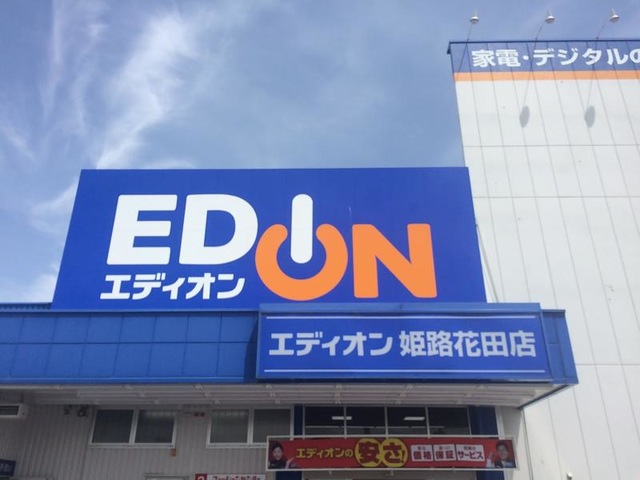 家電・デジタルの
EDION
エディオン
エディオン 姫路花田店
エディオンの 安さ 価格 保証 サービス